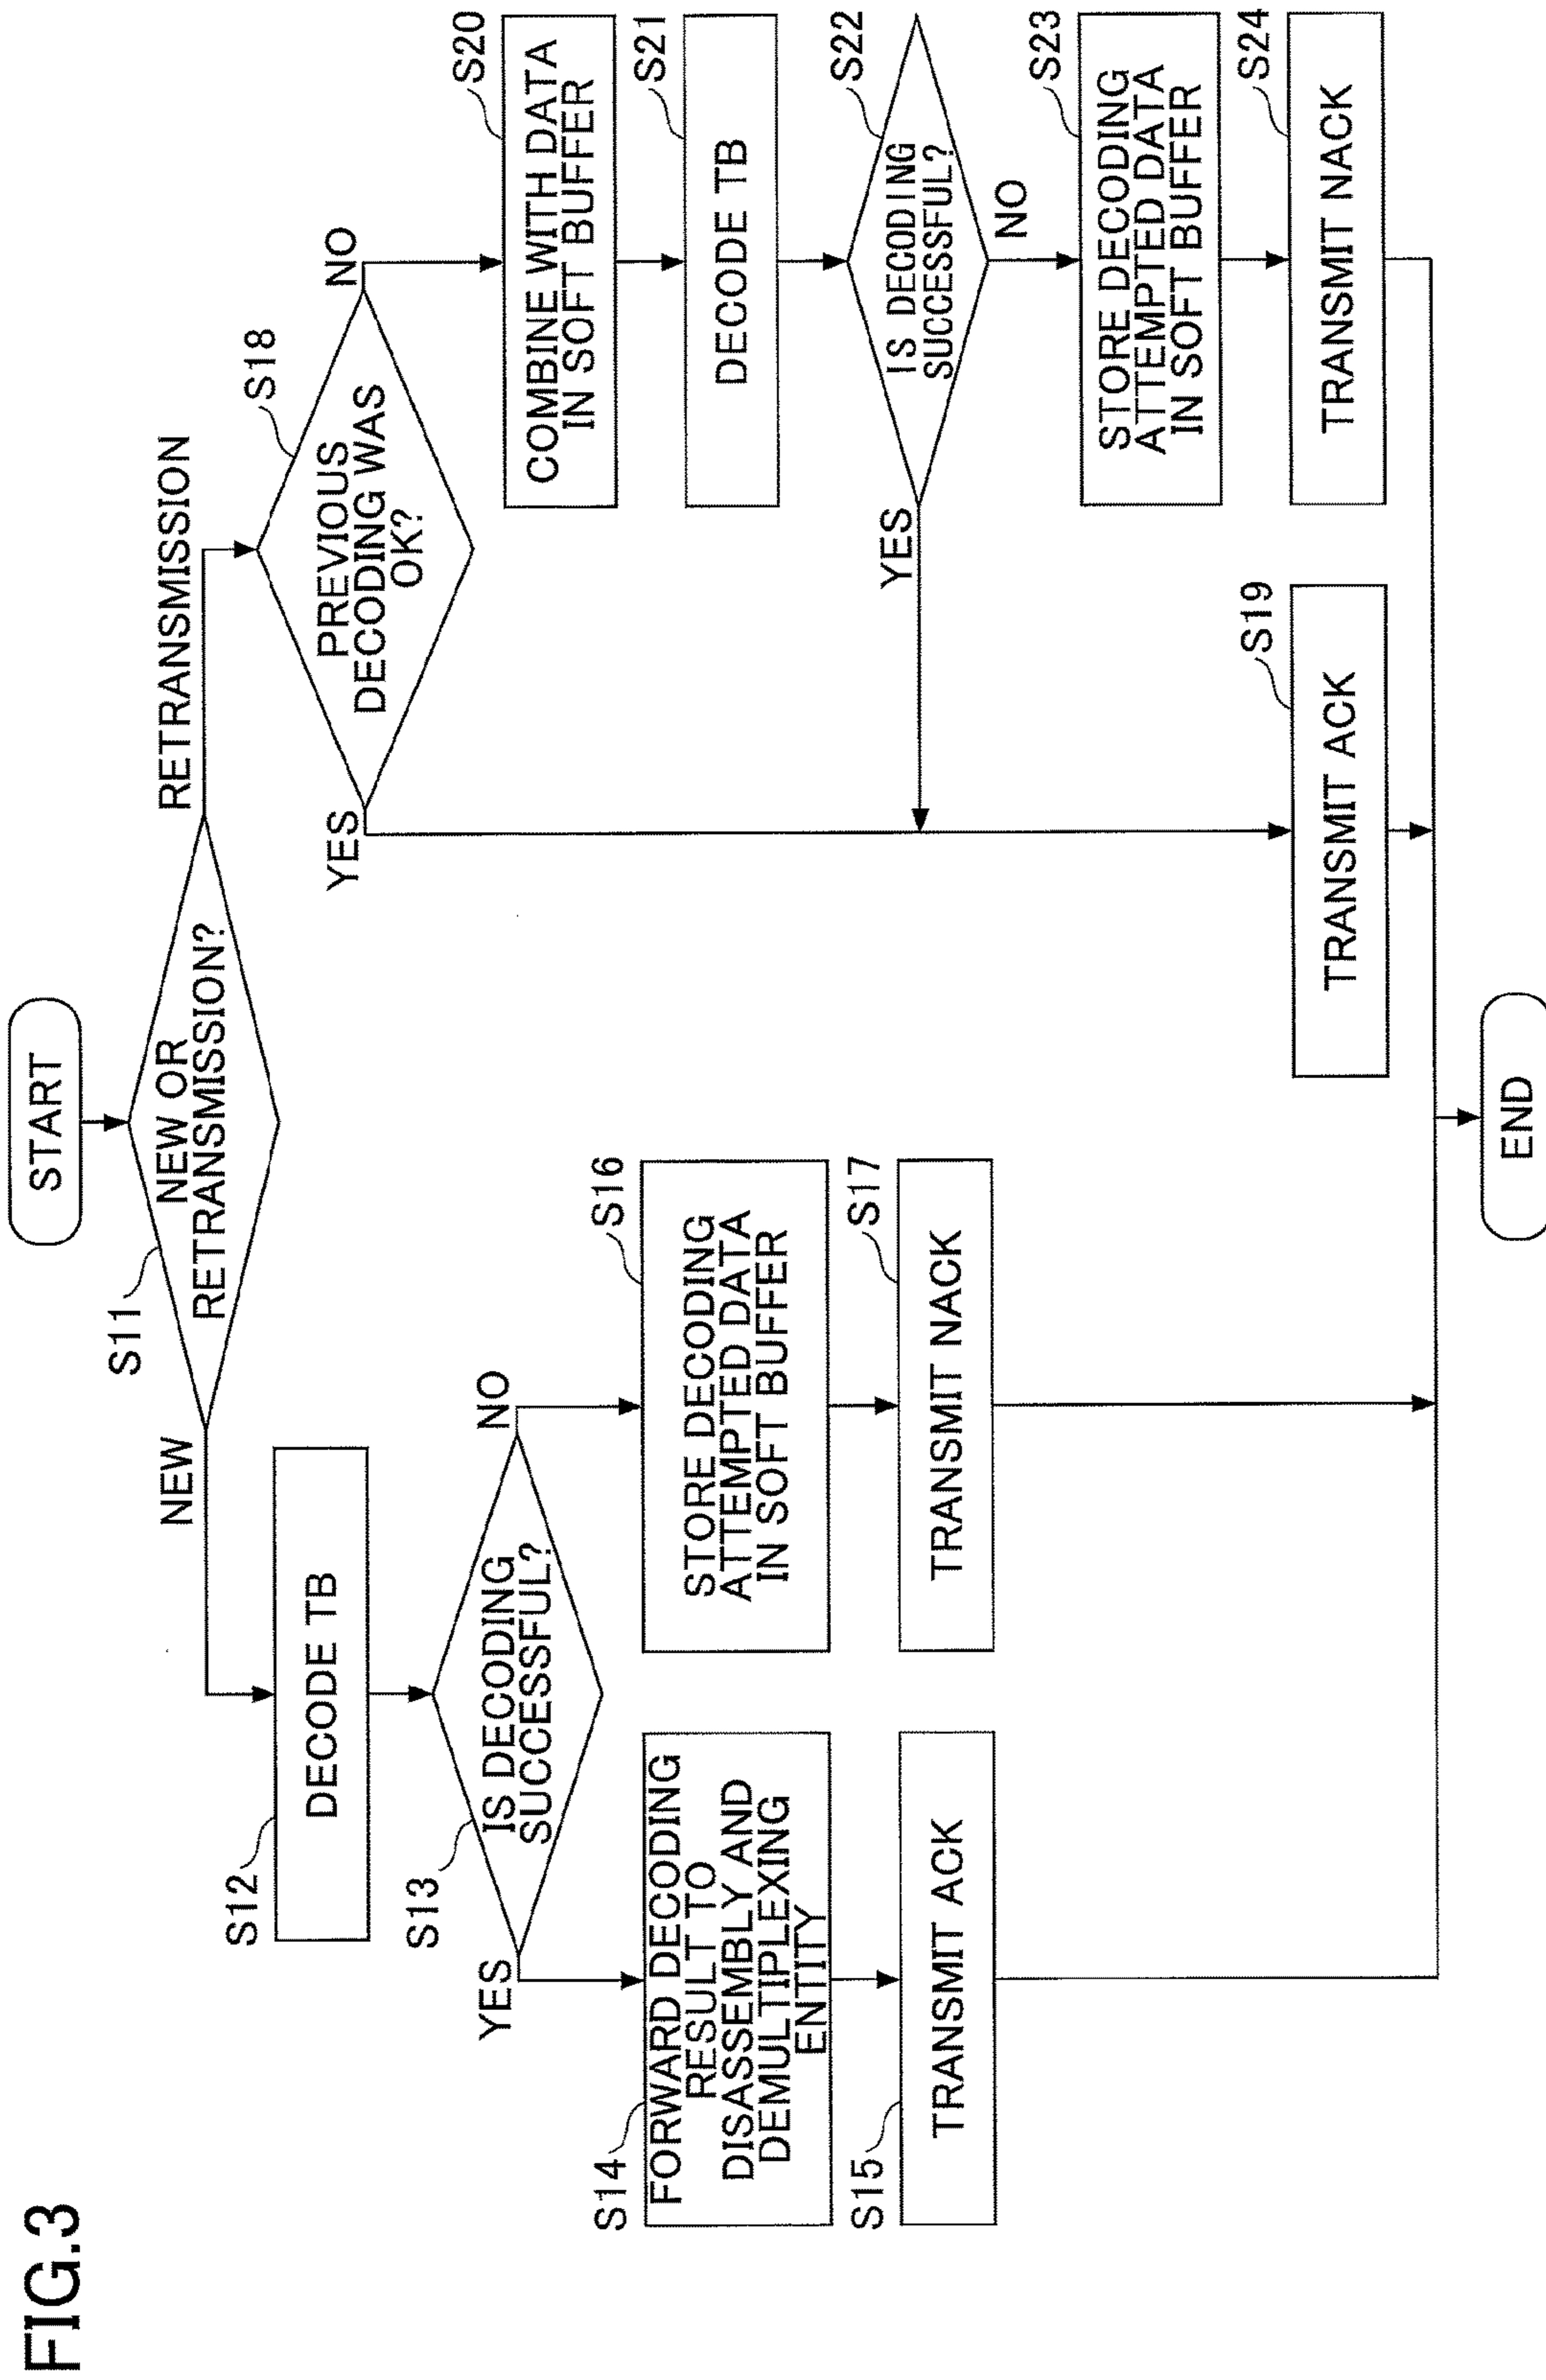 FIG.3
START
S11
NEW OR
RETRANSMISSION?
NEW
RETRANSMISSION
S12
DECODE TB
S13
IS DECODING
SUCCESSFUL?
YES
NO
S14
FORWARD DECODING
RESULT TO
DISASSEMBLY AND
DEMULTIPLEXING
ENTITY
S15
TRANSMIT ACK
S16
STORE DECODING
ATTEMPTED DATA
IN SOFT BUFFER
S17
TRANSMIT NACK
S18
PREVIOUS
DECODING WAS
OK?
YES
NO
S19
TRANSMIT ACK
S20
COMBINE WITH DATA
IN SOFT BUFFER
S21
DECODE TB
S22
IS DECODING
SUCCESSFUL?
YES
NO
S23
STORE DECODING
ATTEMPTED DATA
IN SOFT BUFFER
S24
TRANSMIT NACK
END